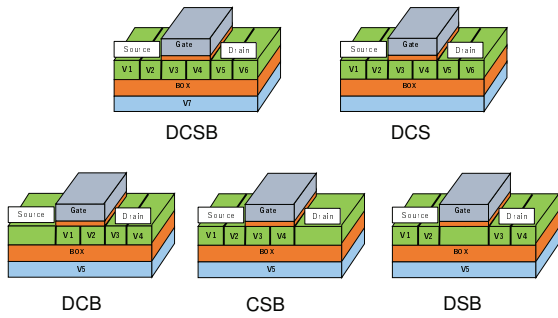 Source Gate Drain
V1 V2 V3 V4 V5 V6
BOX
V7
DCSB
Source Gate Drain
V1 V2 V3 V4 V5 V6
BOX
DCS
Source Gate Drain
V1 V2 V3 V4
BOX
V5
DCB
Source Gate Drain
V1 V2 V3 V4
BOX
V5
CSB
Source Gate Drain
V1 V2 V3 V4
BOX
V5
DSB